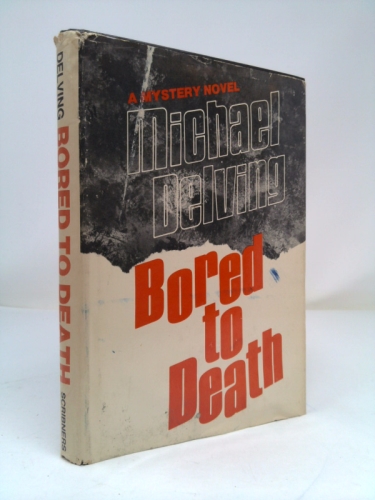 A MYSTERY NOVEL
Michael
Delving
Bored
to
Death
DELVING BORED TO DEATH SCRIBNERS